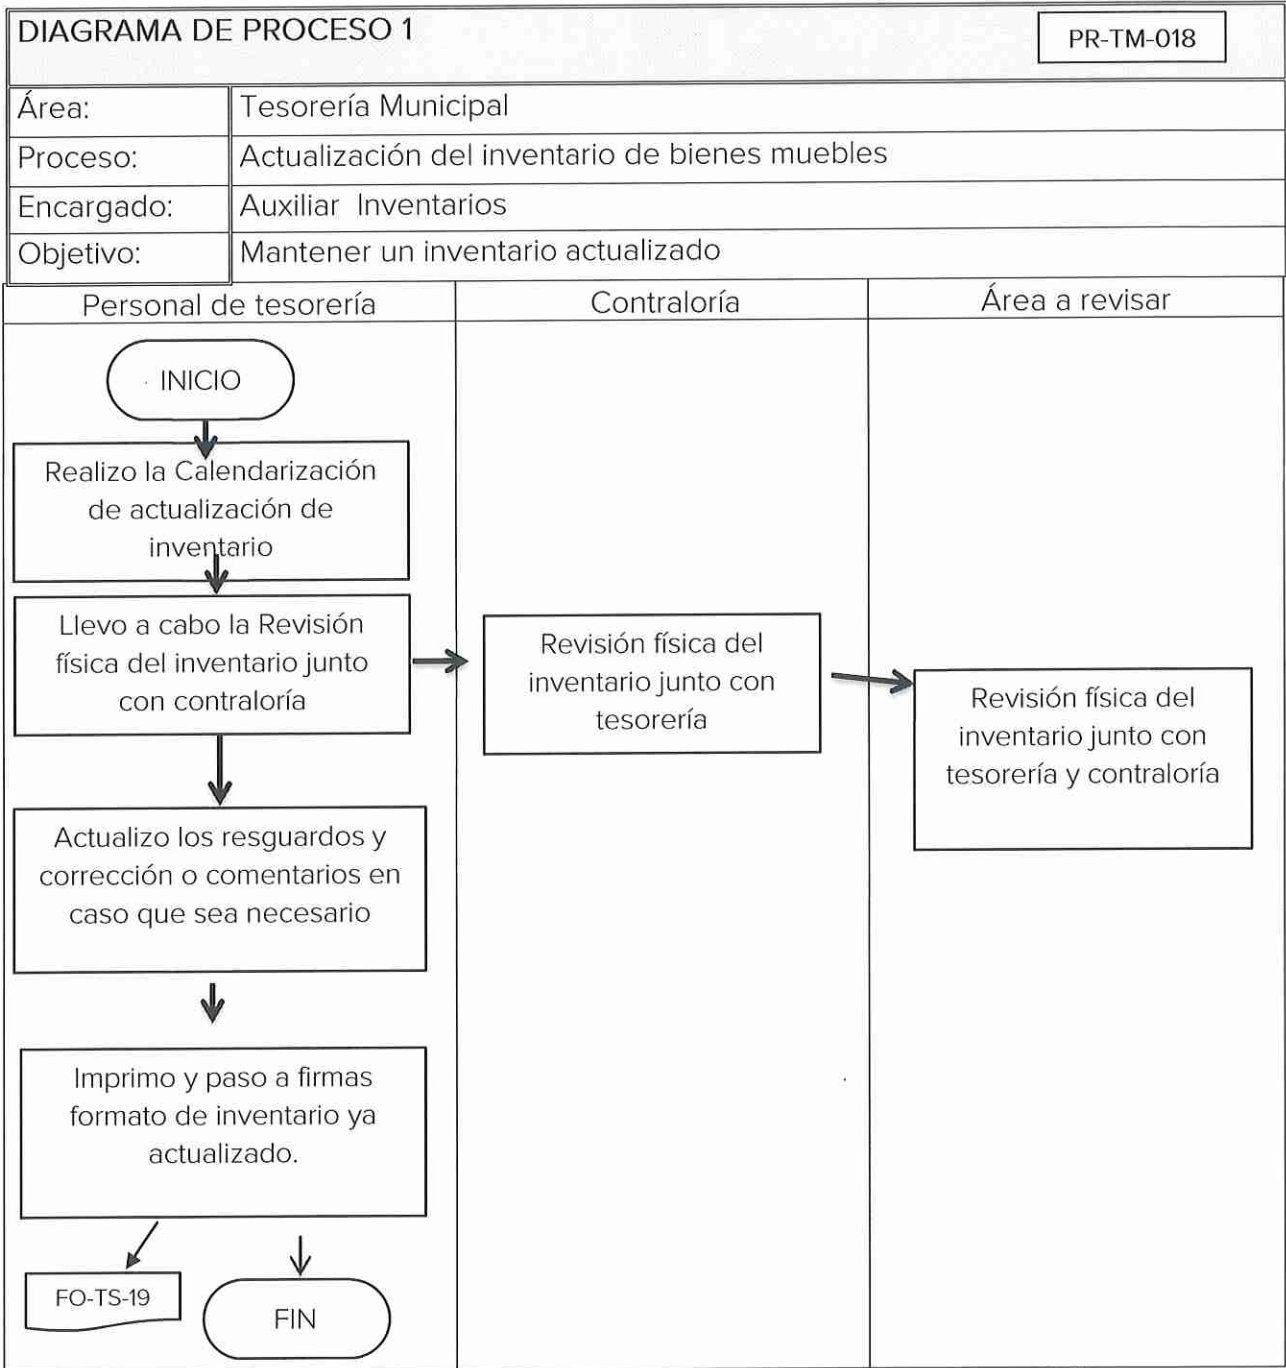 DIAGRAMA DE PROCESO 1
PR-TM-018
Área: Tesorería Municipal
Proceso: Actualización del inventario de bienes muebles
Encargado: Auxiliar Inventarios
Objetivo: Mantener un inventario actualizado
Personal de tesorería Contraloría Área a revisar
INICIO
Realizo la Calendarización
de actualización de
inventario
Llevo a cabo la Revisión
física del inventario junto
con contraloría
Revisión física del
inventario junto con
tesorería
Revisión física del
inventario junto con
tesorería y contraloría
Actualizo los resguardos y
corrección o comentarios en
caso que sea necesario
Imprimo y paso a firmas
formato de inventario ya
actualizado.
FO-TS-19
FIN